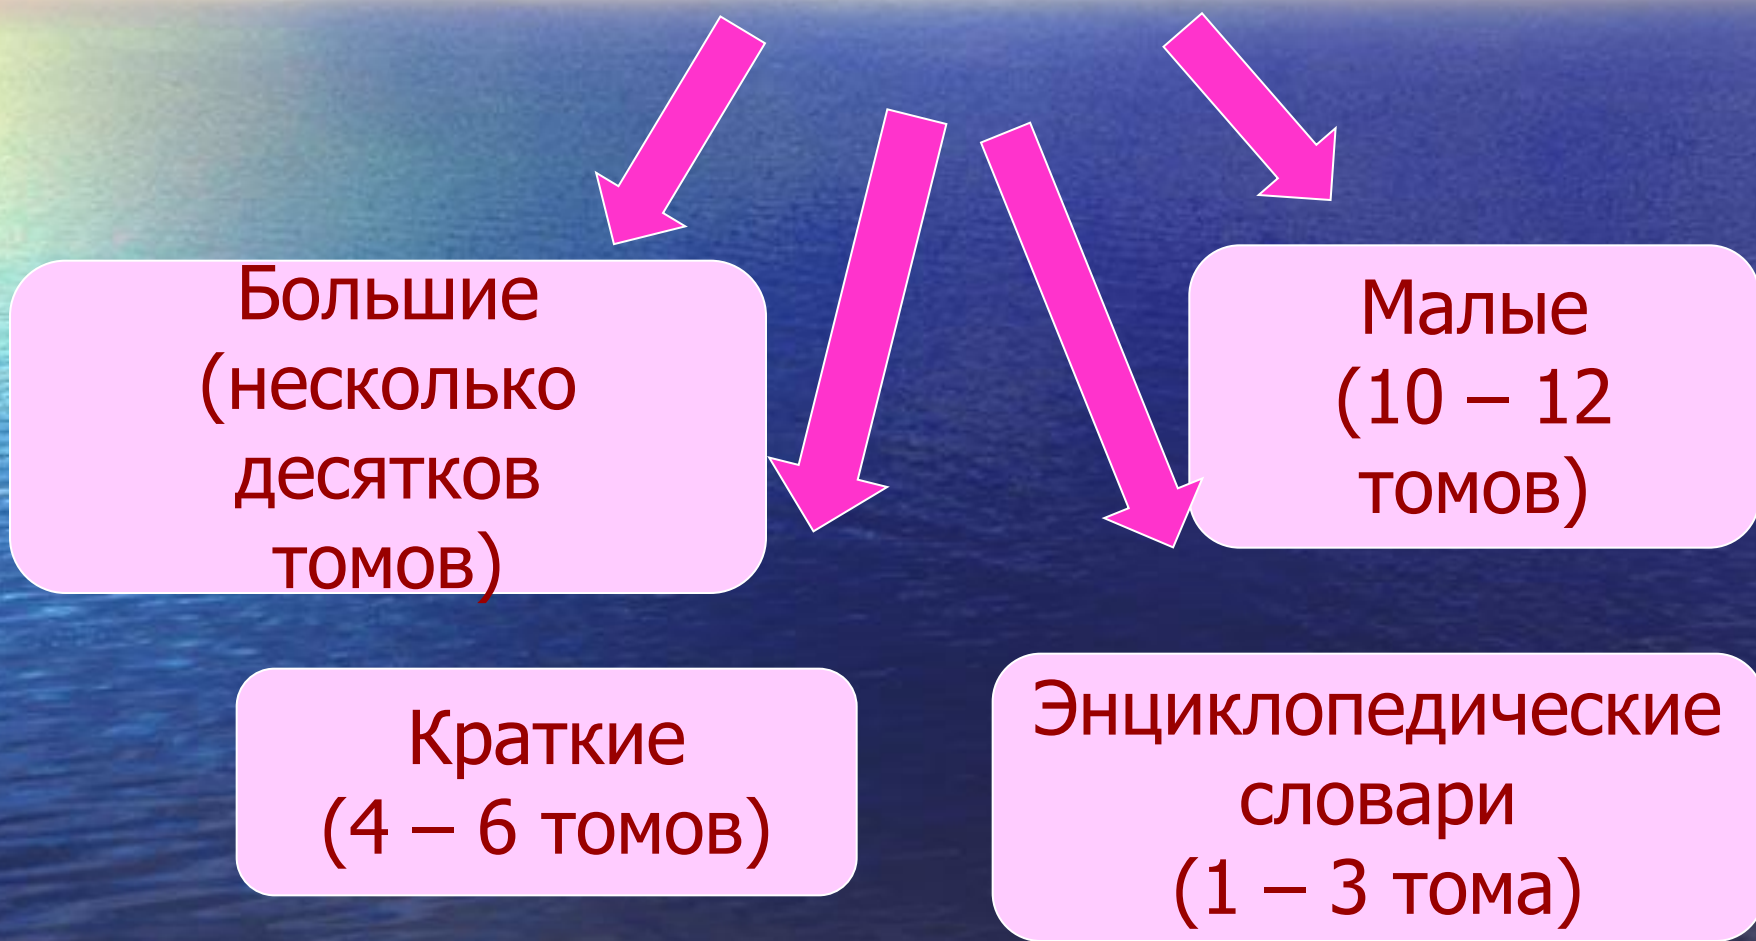 Большие
(несколько
десятков
томов)
Малые
(10 – 12
томов)
Краткие
(4 – 6 томов)
Энциклопедические
словари
(1 – 3 тома)